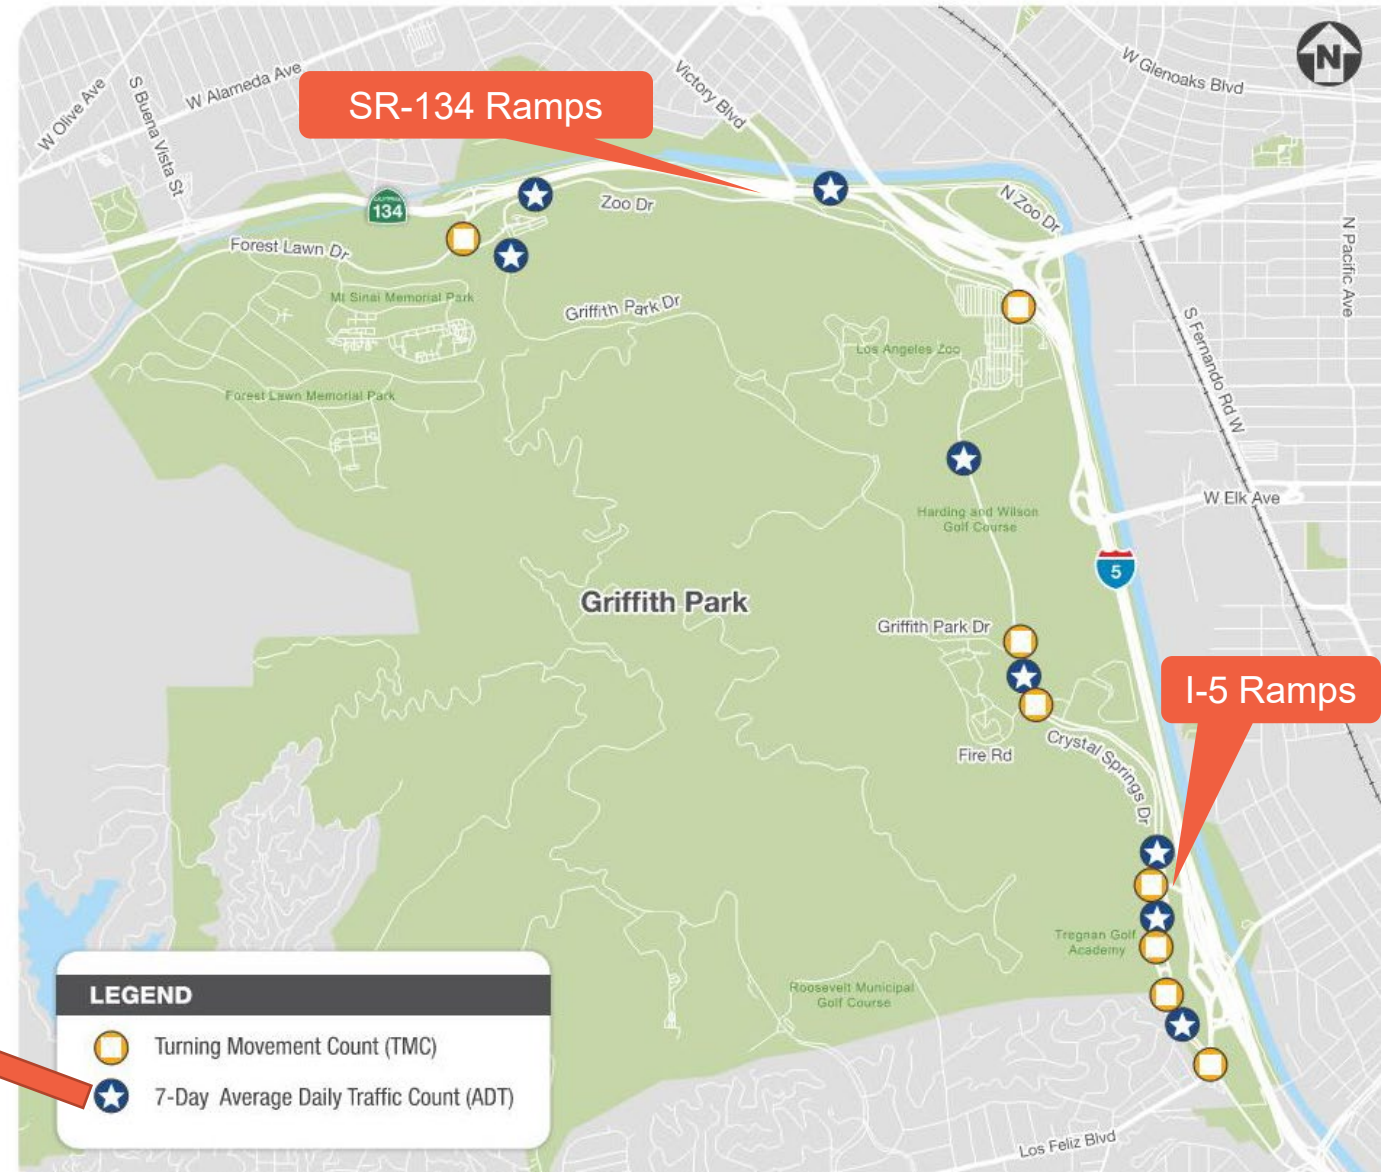 W Olive Ave
S Buena Vista St
W Alameda Ave
SR-134 Ramps
Victory Blvd
W Glenoaks Blvd
N
CALIFORNIA
134
Zoo Dr
N Zoo Dr
N Pacific Ave
Forest Lawn Dr
Mt Sinai Memorial Park
Griffith Park Dr
S Fernando Rd W
Los Angeles Zoo
Forest Lawn Memorial Park
W Elk Ave
Harding and Wilson
Golf Course
5
Griffith Park
Griffith Park Dr
I-5 Ramps
Crystal Springs Dr
Fire Rd
Tregnan Golf
Academy
Roosevelt Municipal
Golf Course
LEGEND
Turning Movement Count (TMC)
7-Day Average Daily Traffic Count (ADT)
Los Feliz Blvd